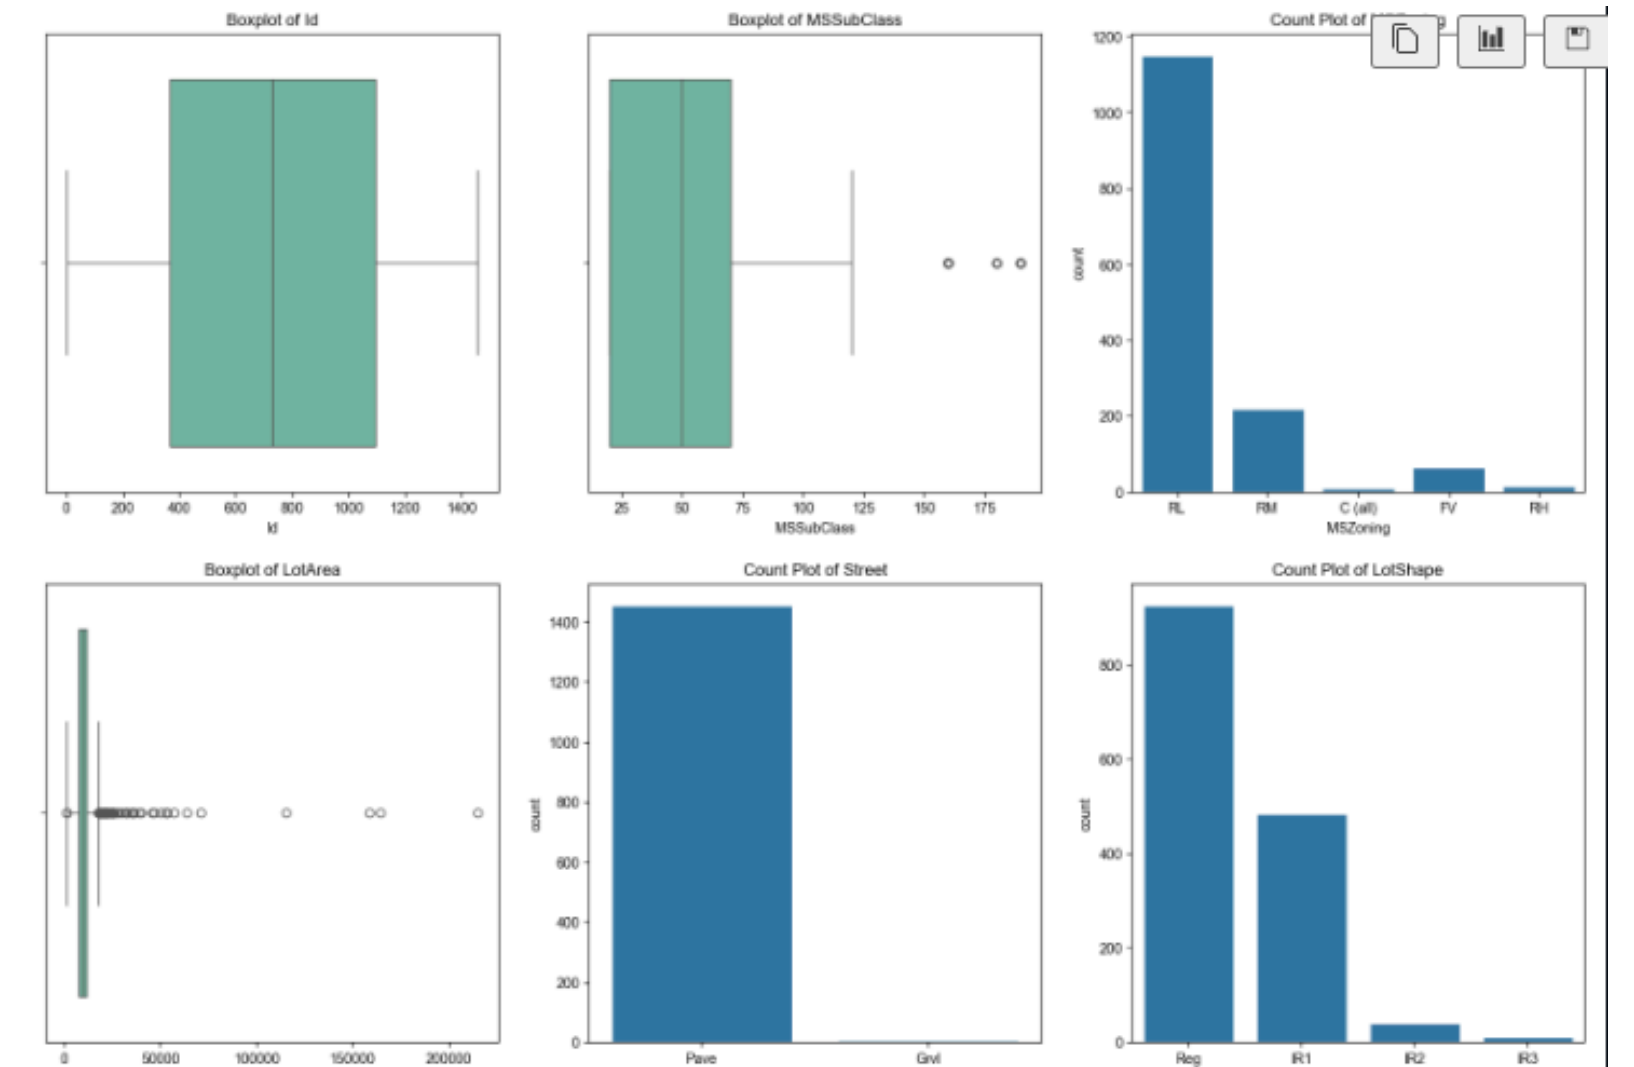 Boxplot of Id
0 200 400 600 800 1000 1200 1400
Id
Boxplot of MSSubClass
25 50 75 100 125 150 175
MSSubClass
Count Plot of
1200
1000
800
600
400
200
0
count
RL RM C (all) FV RH
MSZoning
Boxplot of LotArea
0 50000 100000 150000 200000
Count Plot of Street
1400
1200
1000
800
600
400
200
0
count
Pave Grvl
Count Plot of LotShape
800
600
400
200
0
count
Reg IR1 IR2 IR3